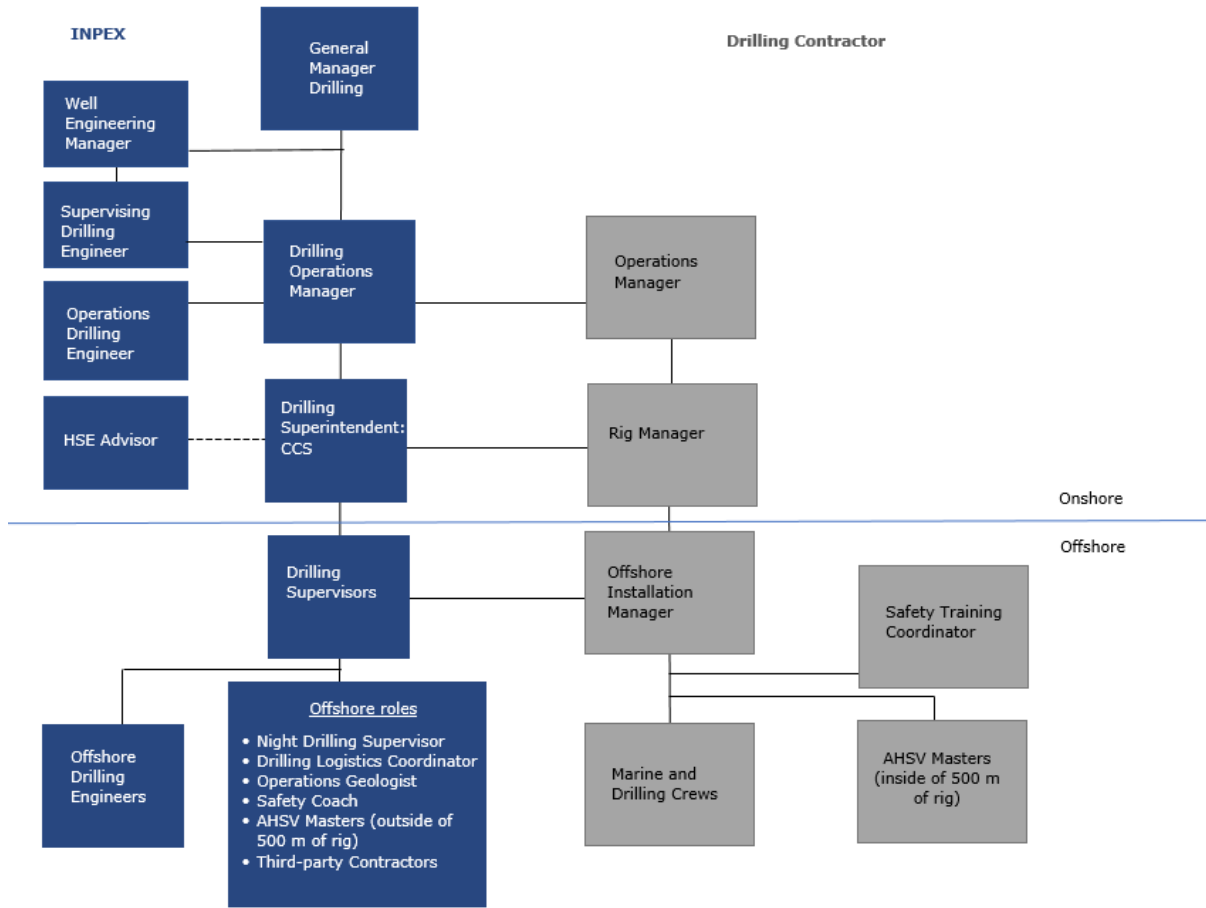 INPEX
Drilling Contractor
General
Manager
Drilling
Well
Engineering
Manager
Supervising
Drilling
Engineer
Drilling
Operations
Manager
Operations
Manager
Operations
Drilling
Engineer
HSE Advisor
Drilling
Superintendent:
CCS
Rig Manager
Onshore
Offshore
Drilling
Supervisors
Offshore
Installation
Manager
Safety Training
Coordinator
Offshore
Drilling
Engineers
Offshore roles
• Night Drilling Supervisor
• Drilling Logistics Coordinator
• Operations Geologist
• Safety Coach
• AHSV Masters (outside of
500 m of rig)
• Third-party Contractors
Marine and
Drilling Crews
AHSV Masters
(inside of 500 m
of rig)